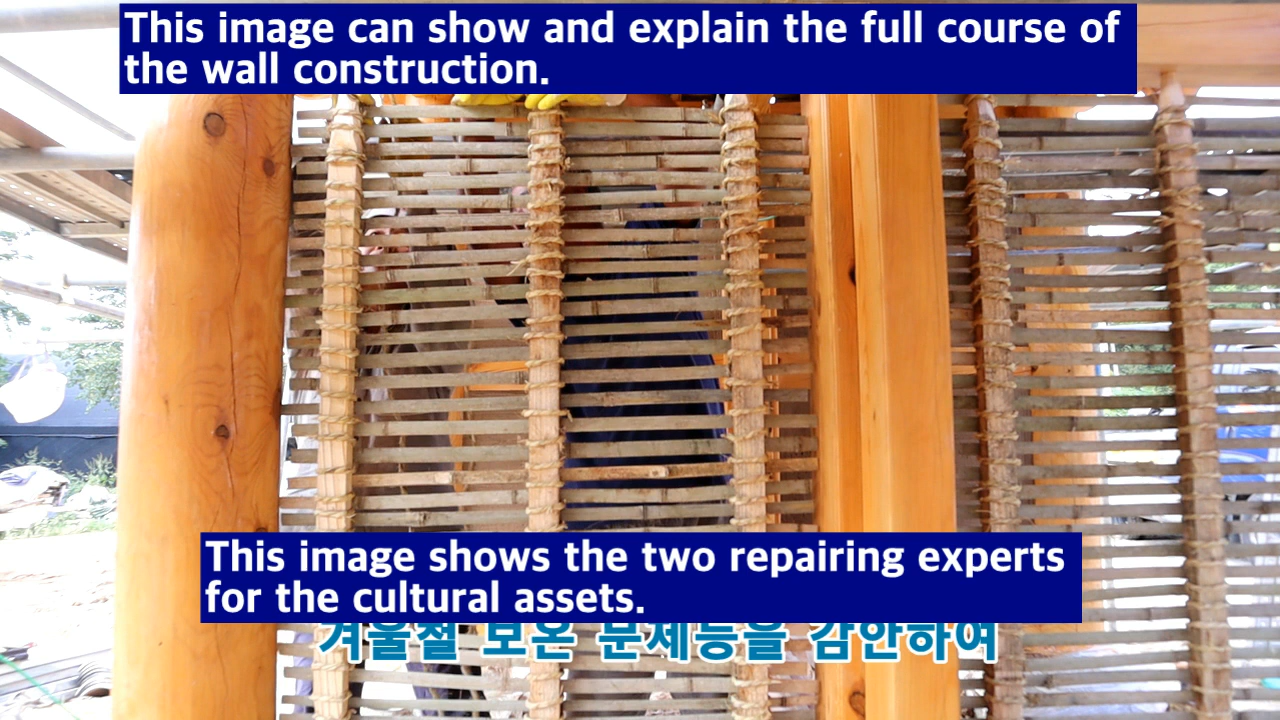 This image can show and explain the full course of
the wall construction.
This image shows the two repairing experts
for the cultural assets.
겨울철 보온 문제등을 감안하여